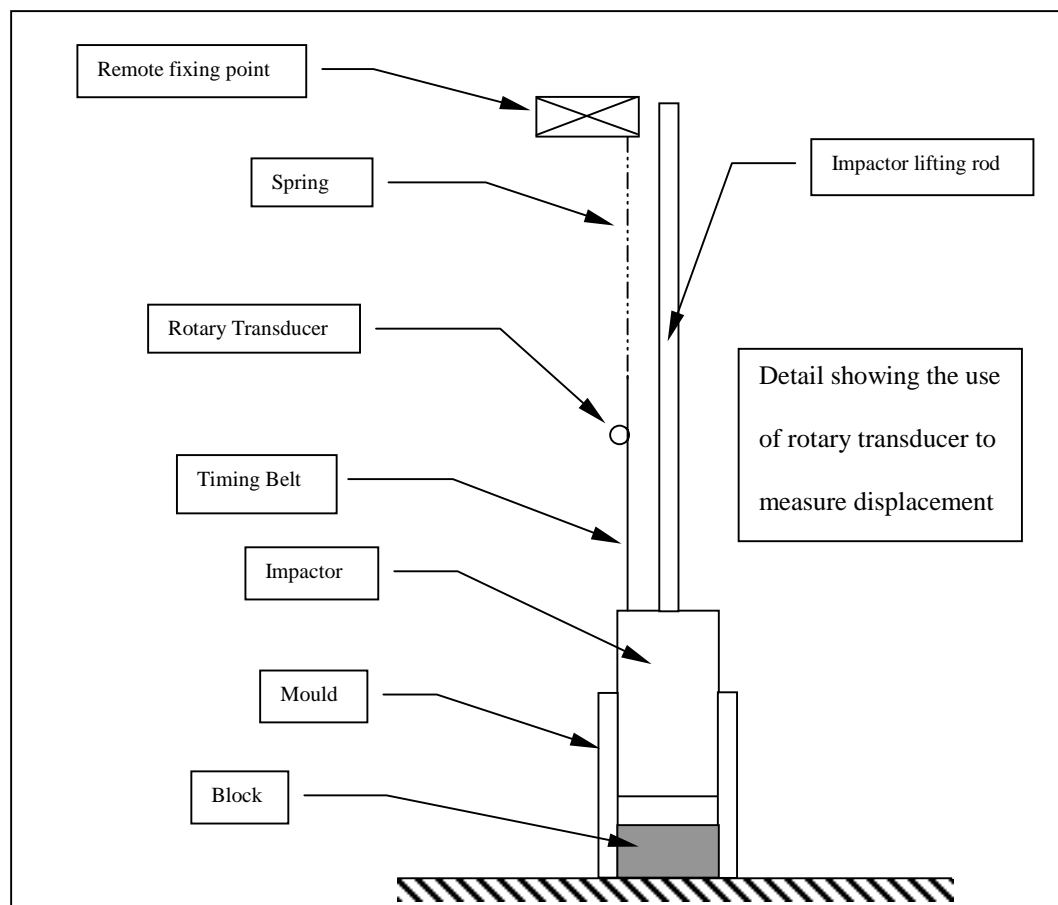 Remote fixing point
Impactor lifting rod
Spring
Rotary Transducer
Detail showing the use
of rotary transducer to
measure displacement
Timing Belt
Impactor
Mould
Block